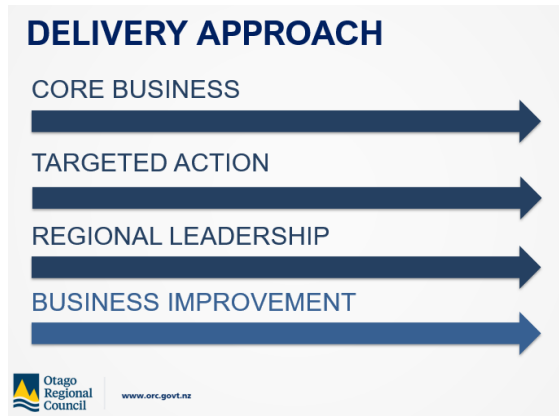 DELIVERY APPROACH
CORE BUSINESS
TARGETED ACTION
REGIONAL LEADERSHIP
BUSINESS IMPROVEMENT
Otago
Regional
Council
www.orc.govt.nz